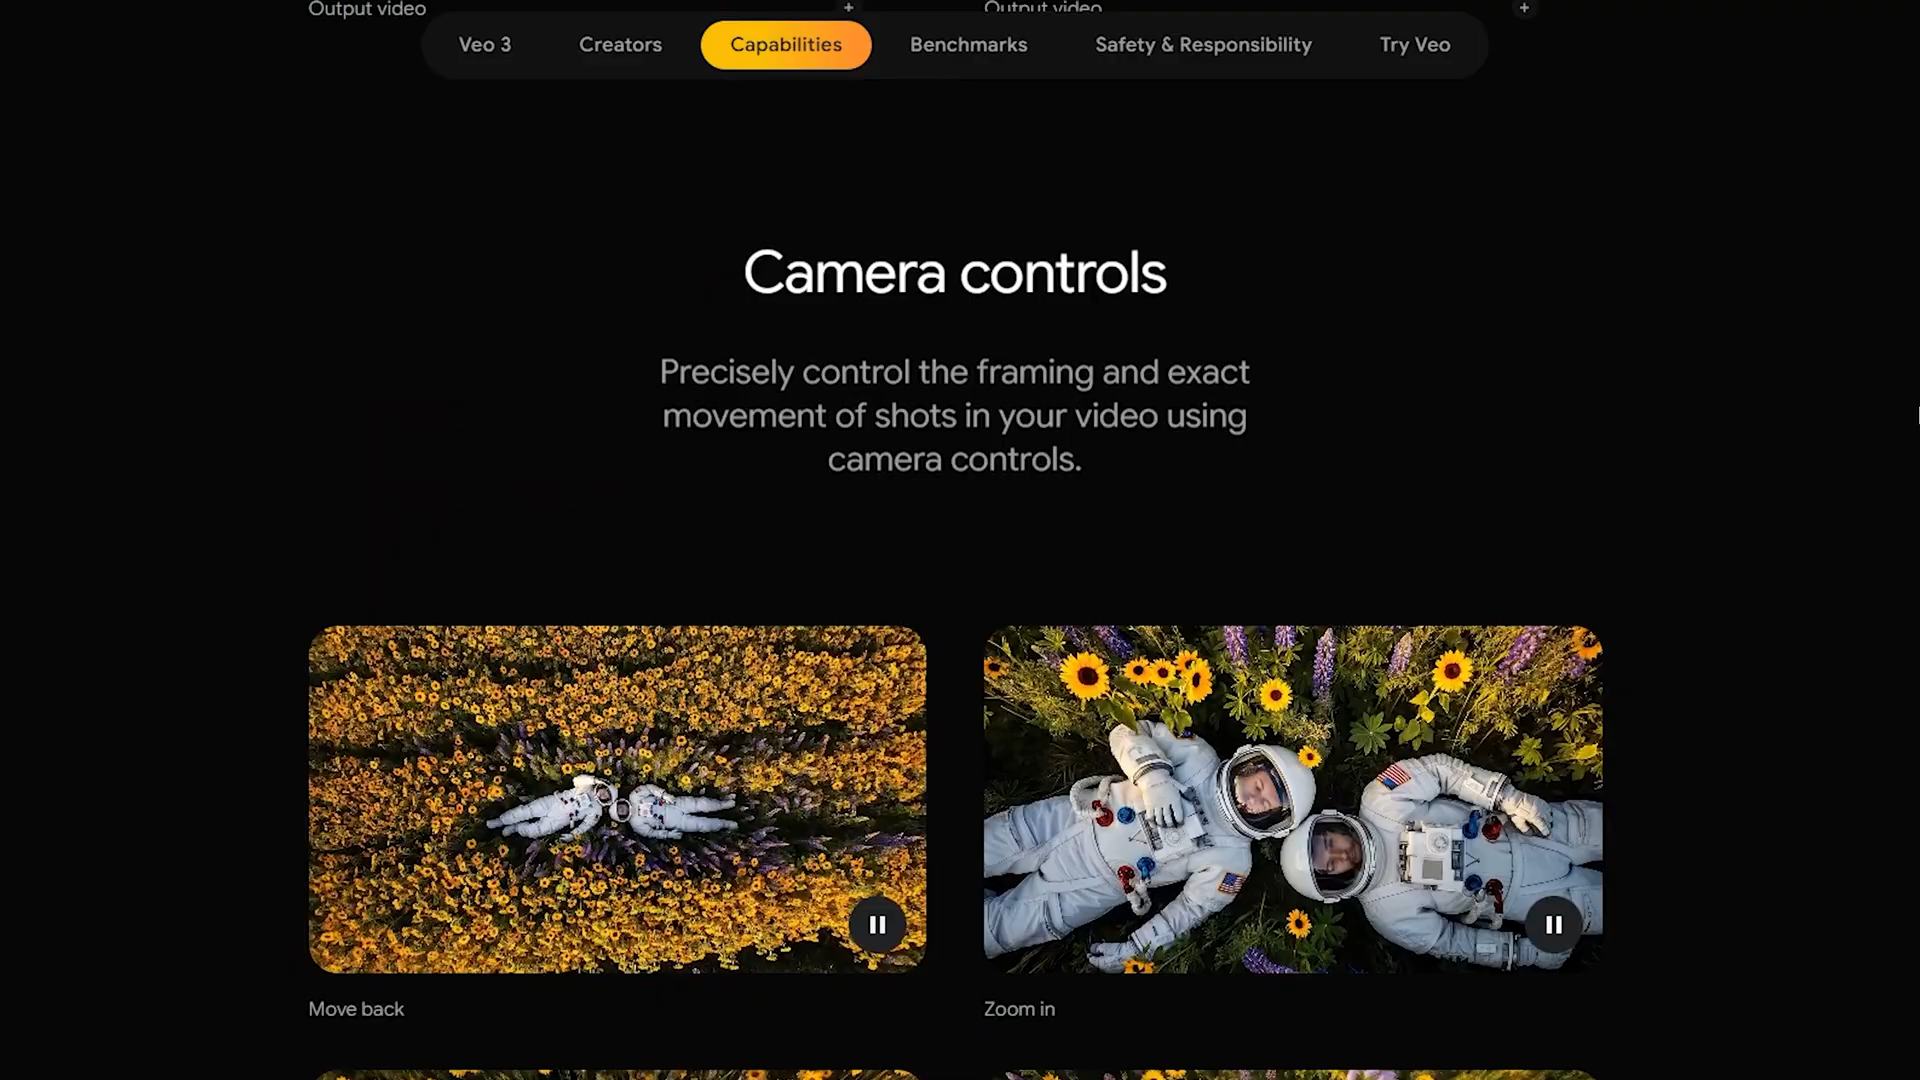 Output video
Output video
Veo 3
Creators
Capabilities
Benchmarks
Safety & Responsibility
Try Veo
Camera controls
Precisely control the framing and exact
movement of shots in your video using
camera controls.
Move back
Zoom in